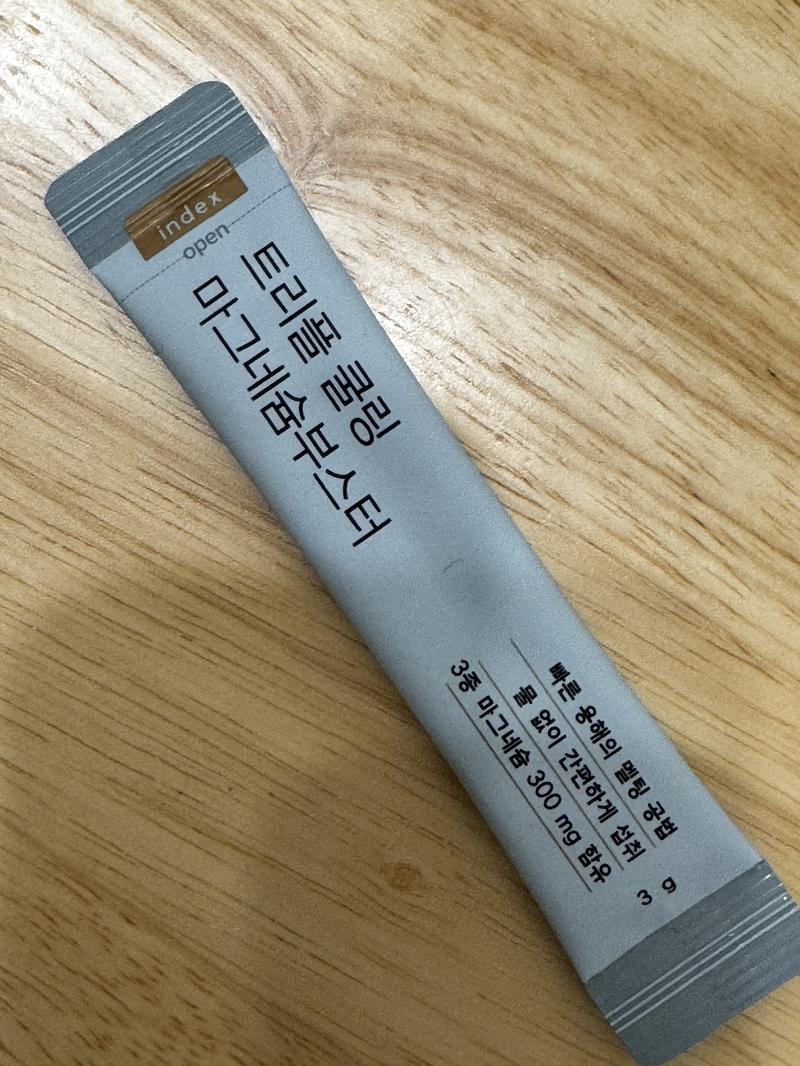 index
open
트리플 쿨링
마그네슘부스터
빠른 용해의 멜팅 공법
물 없이 간편하게 섭취
3종 마그네슘 300 mg 함유
3 g